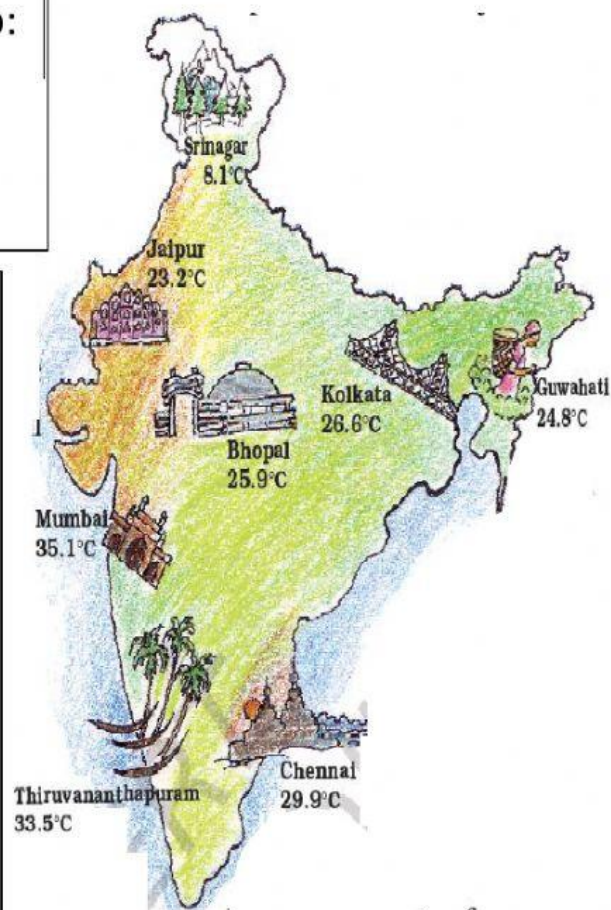 Srinagar
8.1°C
Jaipur
23.2°C
Kolkata
26.6°C
Guwahati
24.8°C
Bhopal
25.9°C
Mumbai
35.1°C
Chennai
29.9°C
Thiruvananthapuram
33.5°C